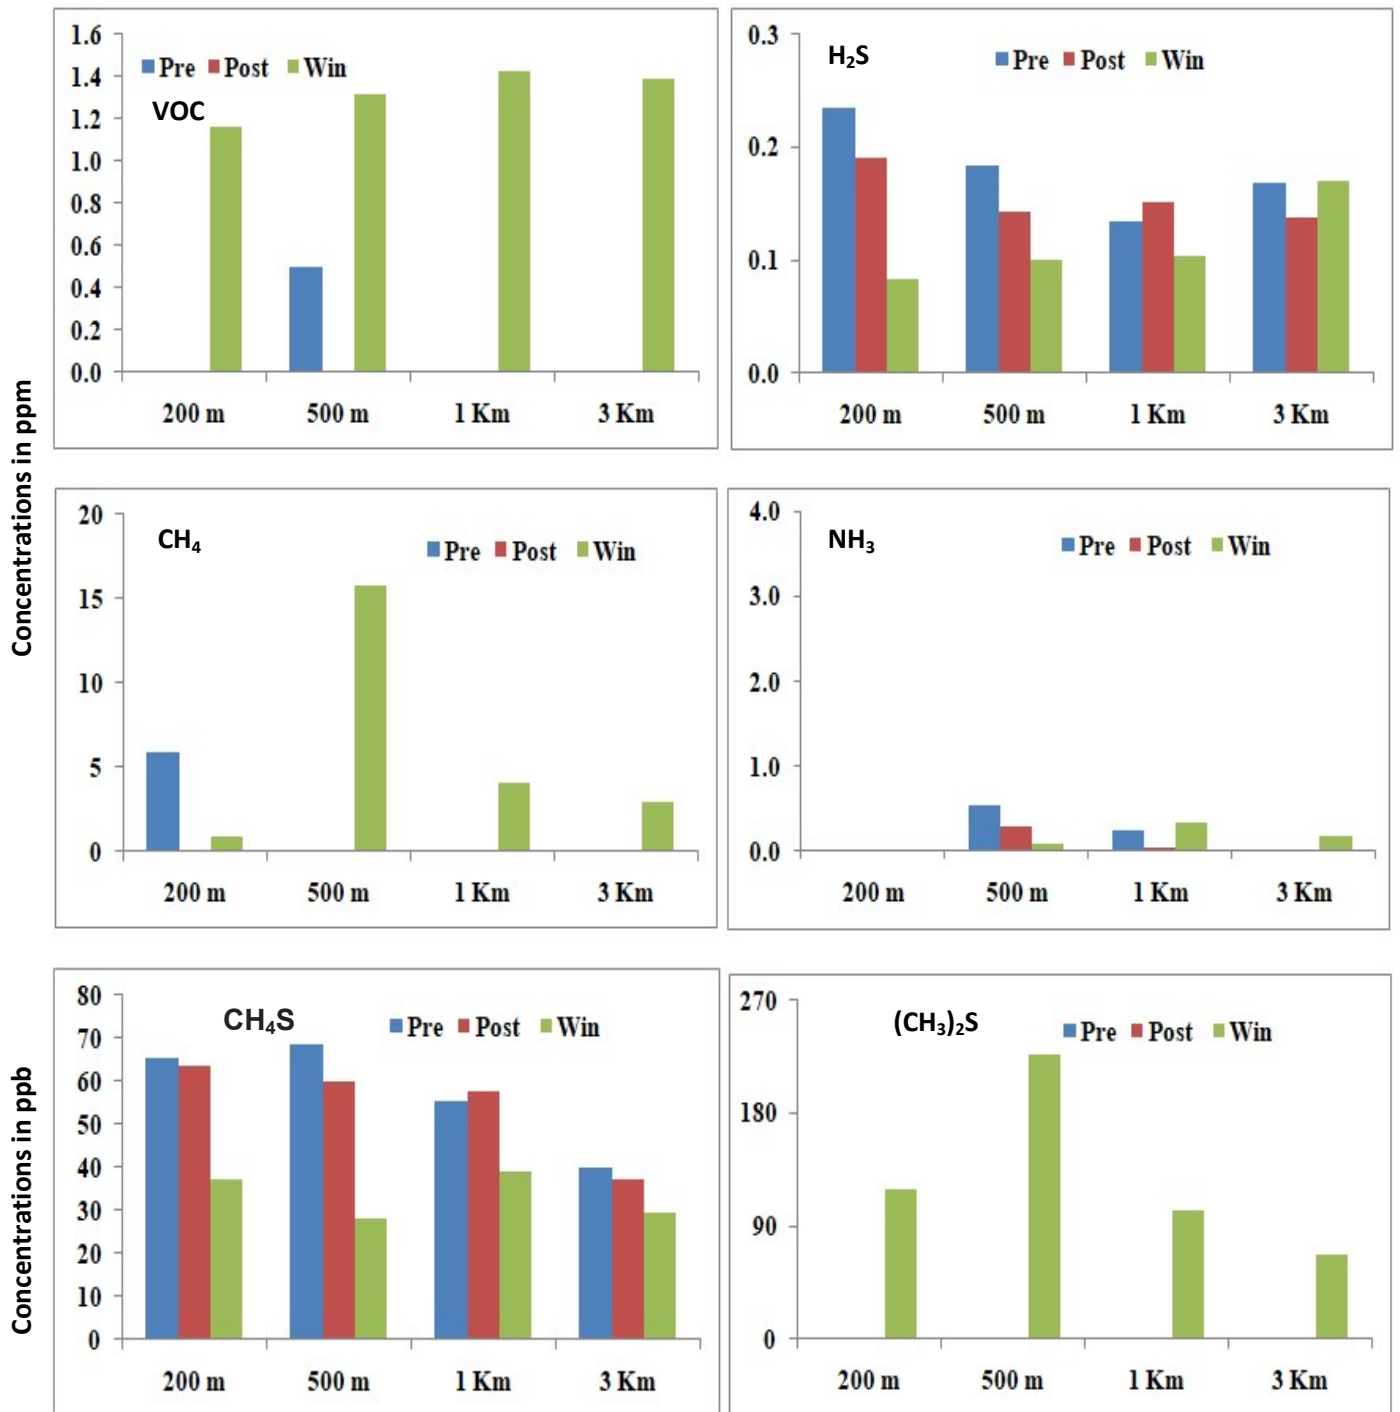 Concentrations in ppm
Concentrations in ppb
1.6
1.4
1.2
1.0
0.8
0.6
0.4
0.2
0.0
Pre Post Win
VOC
200 m 500 m 1 Km 3 Km
0.3
0.2
0.1
0.0
H₂S
Pre Post Win
200 m 500 m 1 Km 3 Km
20
15
10
5
0
CH₄
Pre Post Win
200 m 500 m 1 Km 3 Km
4.0
3.0
2.0
1.0
0.0
NH₃
Pre Post Win
200 m 500 m 1 Km 3 Km
80
70
60
50
40
30
20
10
0
CH₄S
Pre Post Win
200 m 500 m 1 Km 3 Km
270
180
90
0
(CH₃)₂S
Pre Post Win
200 m 500 m 1 Km 3 Km